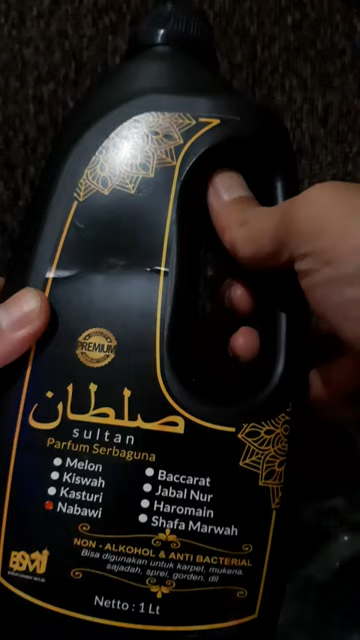 PREMIUM
صلطان
sultan
Parfum Serbaguna
Melon
Kiswah
Kasturi
Nabawi
Baccarat
Jabal Nur
Haromain
Shafa Marwah
NON - ALKOHOL & ANTI BACTERIAL
Bisa digunakan untuk karpet, mukena,
sajadah, sprei, gorden, dll
Netto : 1 Lt